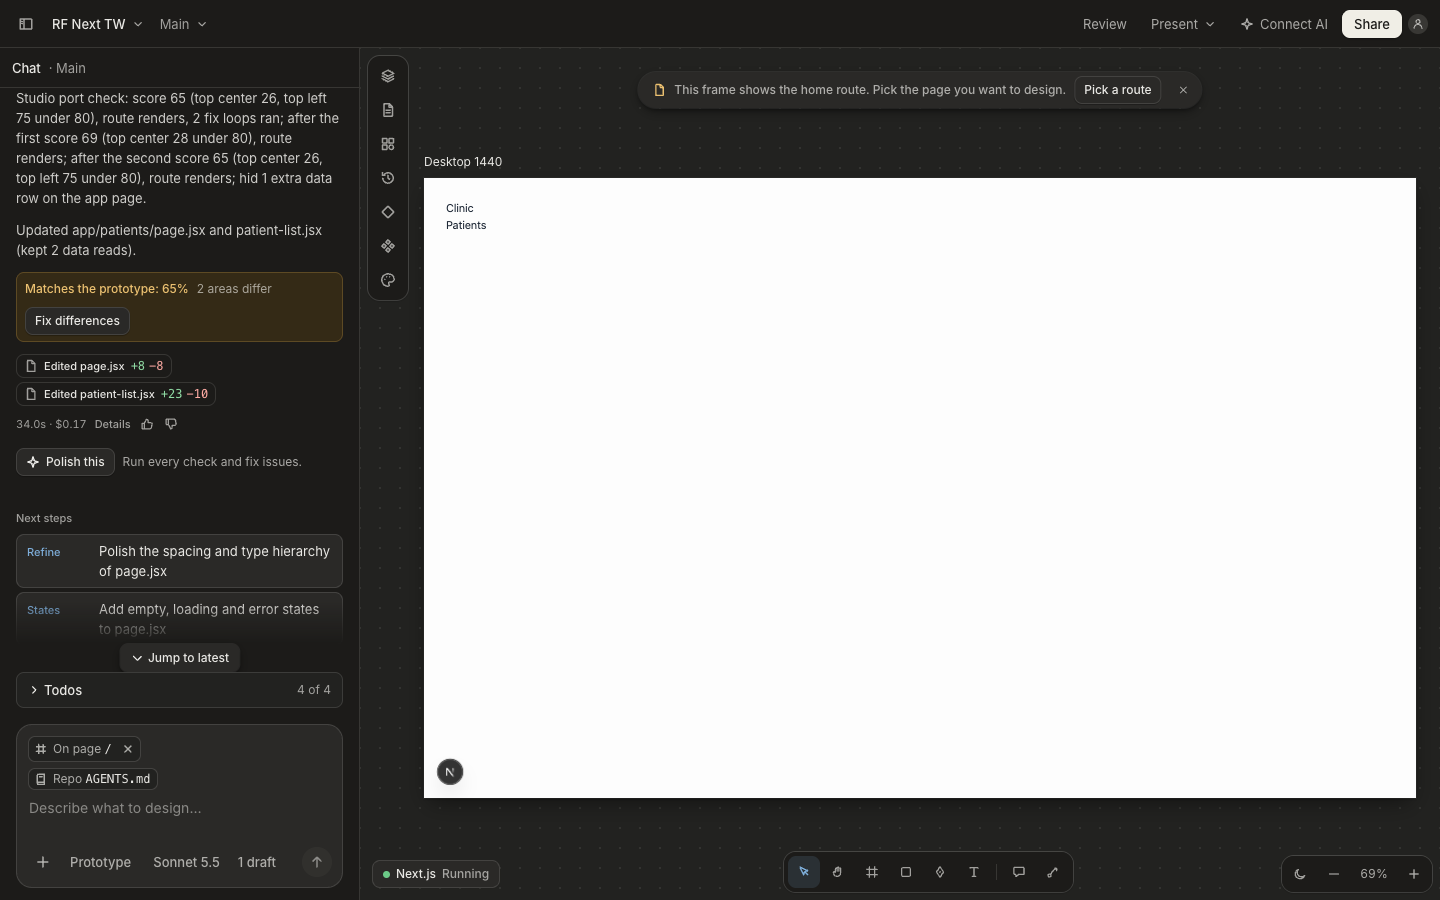 RF Next TW
Main
Review
Present
Connect AI
Share
Chat · Main
Studio port check: score 65 (top center 26, top left
75 under 80), route renders, 2 fix loops ran; after the
first score 69 (top center 28 under 80), route
renders; after the second score 65 (top center 26,
top left 75 under 80), route renders; hid 1 extra data
row on the app page.
Updated app/patients/page.jsx and patient-list.jsx
(kept 2 data reads).
Matches the prototype: 65% 2 areas differ
Fix differences
Edited page.jsx +8 −8
Edited patient-list.jsx +23 −10
34.0s · $0.17 Details
Polish this Run every check and fix issues.
Next steps
Refine Polish the spacing and type hierarchy
of page.jsx
States Add empty, loading and error states
to page.jsx
Jump to latest
Todos 4 of 4
On page /
Repo AGENTS.md
Describe what to design...
Prototype Sonnet 5.5 1 draft
This frame shows the home route. Pick the page you want to design. Pick a route
Desktop 1440
Clinic
Patients
N
Next.js Running
69%